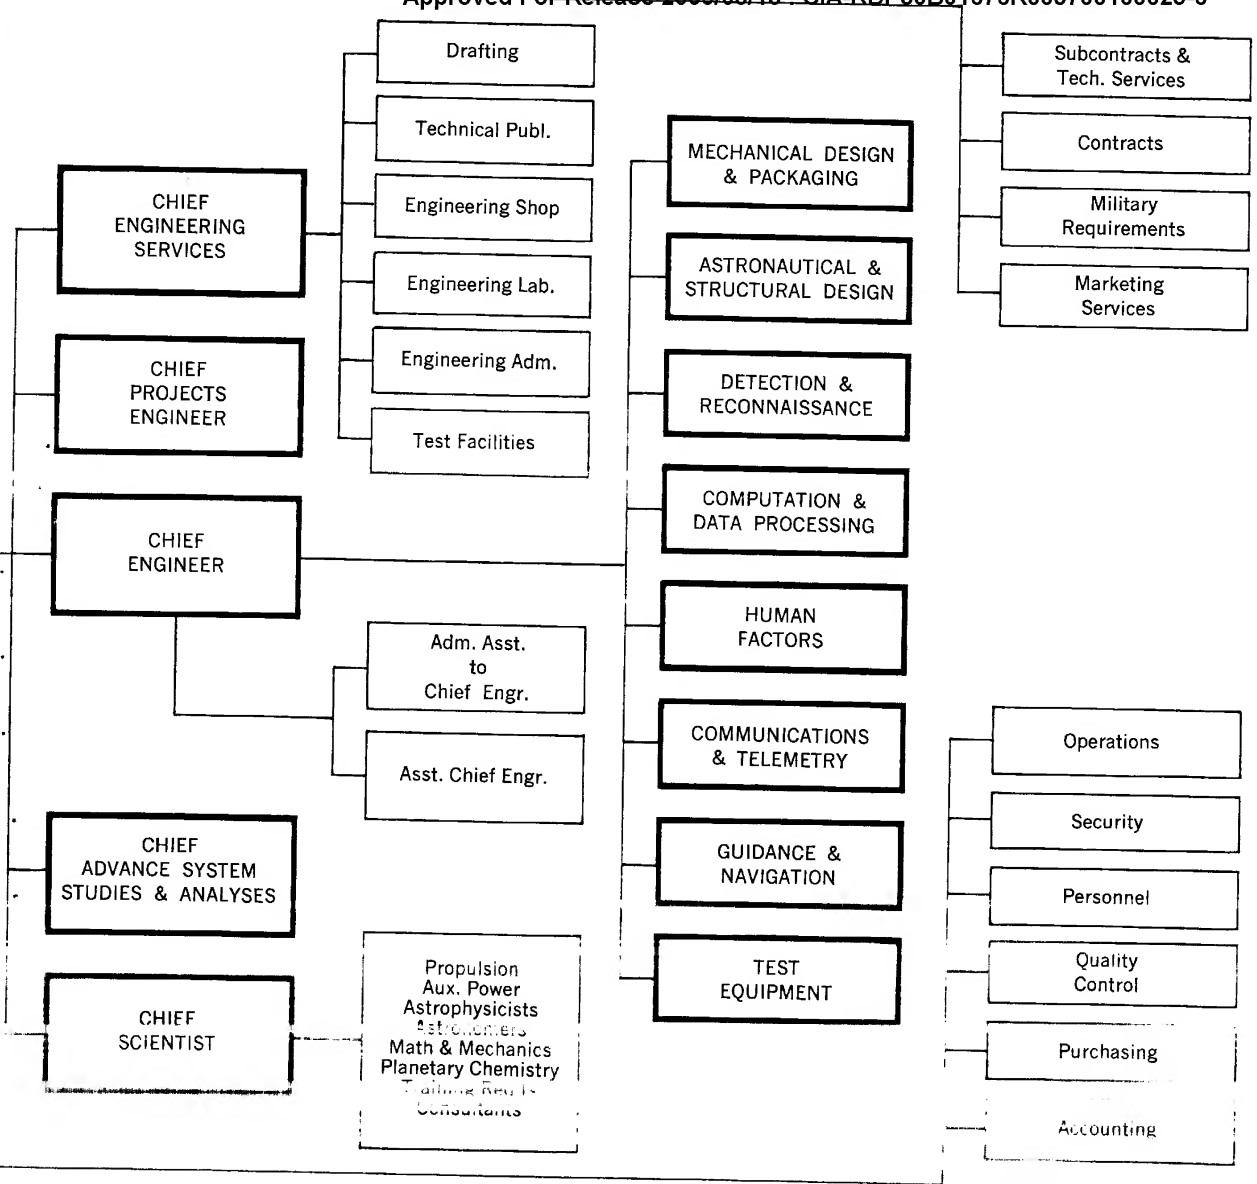 Drafting
Technical Publ.
Engineering Shop
Engineering Lab.
Engineering Adm.
Test Facilities
CHIEF
ENGINEERING
SERVICES
CHIEF
PROJECTS
ENGINEER
CHIEF
ENGINEER
Adm. Asst.
to
Chief Engr.
Asst. Chief Engr.
CHIEF
ADVANCE SYSTEM
STUDIES & ANALYSES
CHIEF
SCIENTIST
Propulsion
Aux. Power
Astrophysicists
Astronomers
Math & Mechanics
Planetary Chemistry
Training
Consultants
MECHANICAL DESIGN
& PACKAGING
ASTRONAUTICAL &
STRUCTURAL DESIGN
DETECTION &
RECONNAISSANCE
COMPUTATION &
DATA PROCESSING
HUMAN
FACTORS
COMMUNICATIONS
& TELEMETRY
GUIDANCE &
NAVIGATION
TEST
EQUIPMENT
Subcontracts &
Tech. Services
Contracts
Military
Requirements
Marketing
Services
Operations
Security
Personnel
Quality
Control
Purchasing
Accounting